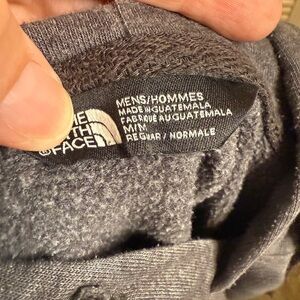 THE
NORTH
FACE
MENS/HOMMES
MADE IN GUATEMALA
FABRIQUÉ AU GUATEMALA
M/M
REGULAR / NORMALE